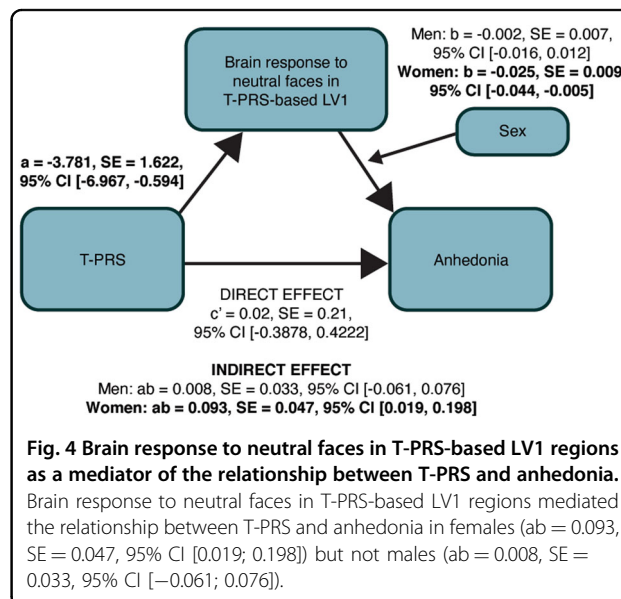 Brain response to
neutral faces in
T-PRS-based LV1
Men: b = -0.002, SE = 0.007,
95% CI [-0.016, 0.012]
Women: b = -0.025, SE = 0.009
95% CI [-0.044, -0.005]
Sex
a = -3.781, SE = 1.622,
95% CI [-6.967, -0.594]
T-PRS
Anhedonia
DIRECT EFFECT
c' = 0.02, SE = 0.21,
95% CI [-0.3878, 0.4222]
INDIRECT EFFECT
Men: ab = 0.008, SE = 0.033, 95% CI [-0.061, 0.076]
Women: ab = 0.093, SE = 0.047, 95% CI [0.019, 0.198]
Fig. 4 Brain response to neutral faces in T-PRS-based LV1 regions
as a mediator of the relationship between T-PRS and anhedonia.
Brain response to neutral faces in T-PRS-based LV1 regions mediated
the relationship between T-PRS and anhedonia in females (ab = 0.093,
SE = 0.047, 95% CI [0.019; 0.198]) but not males (ab = 0.008, SE =
0.033, 95% CI [−0.061; 0.076]).